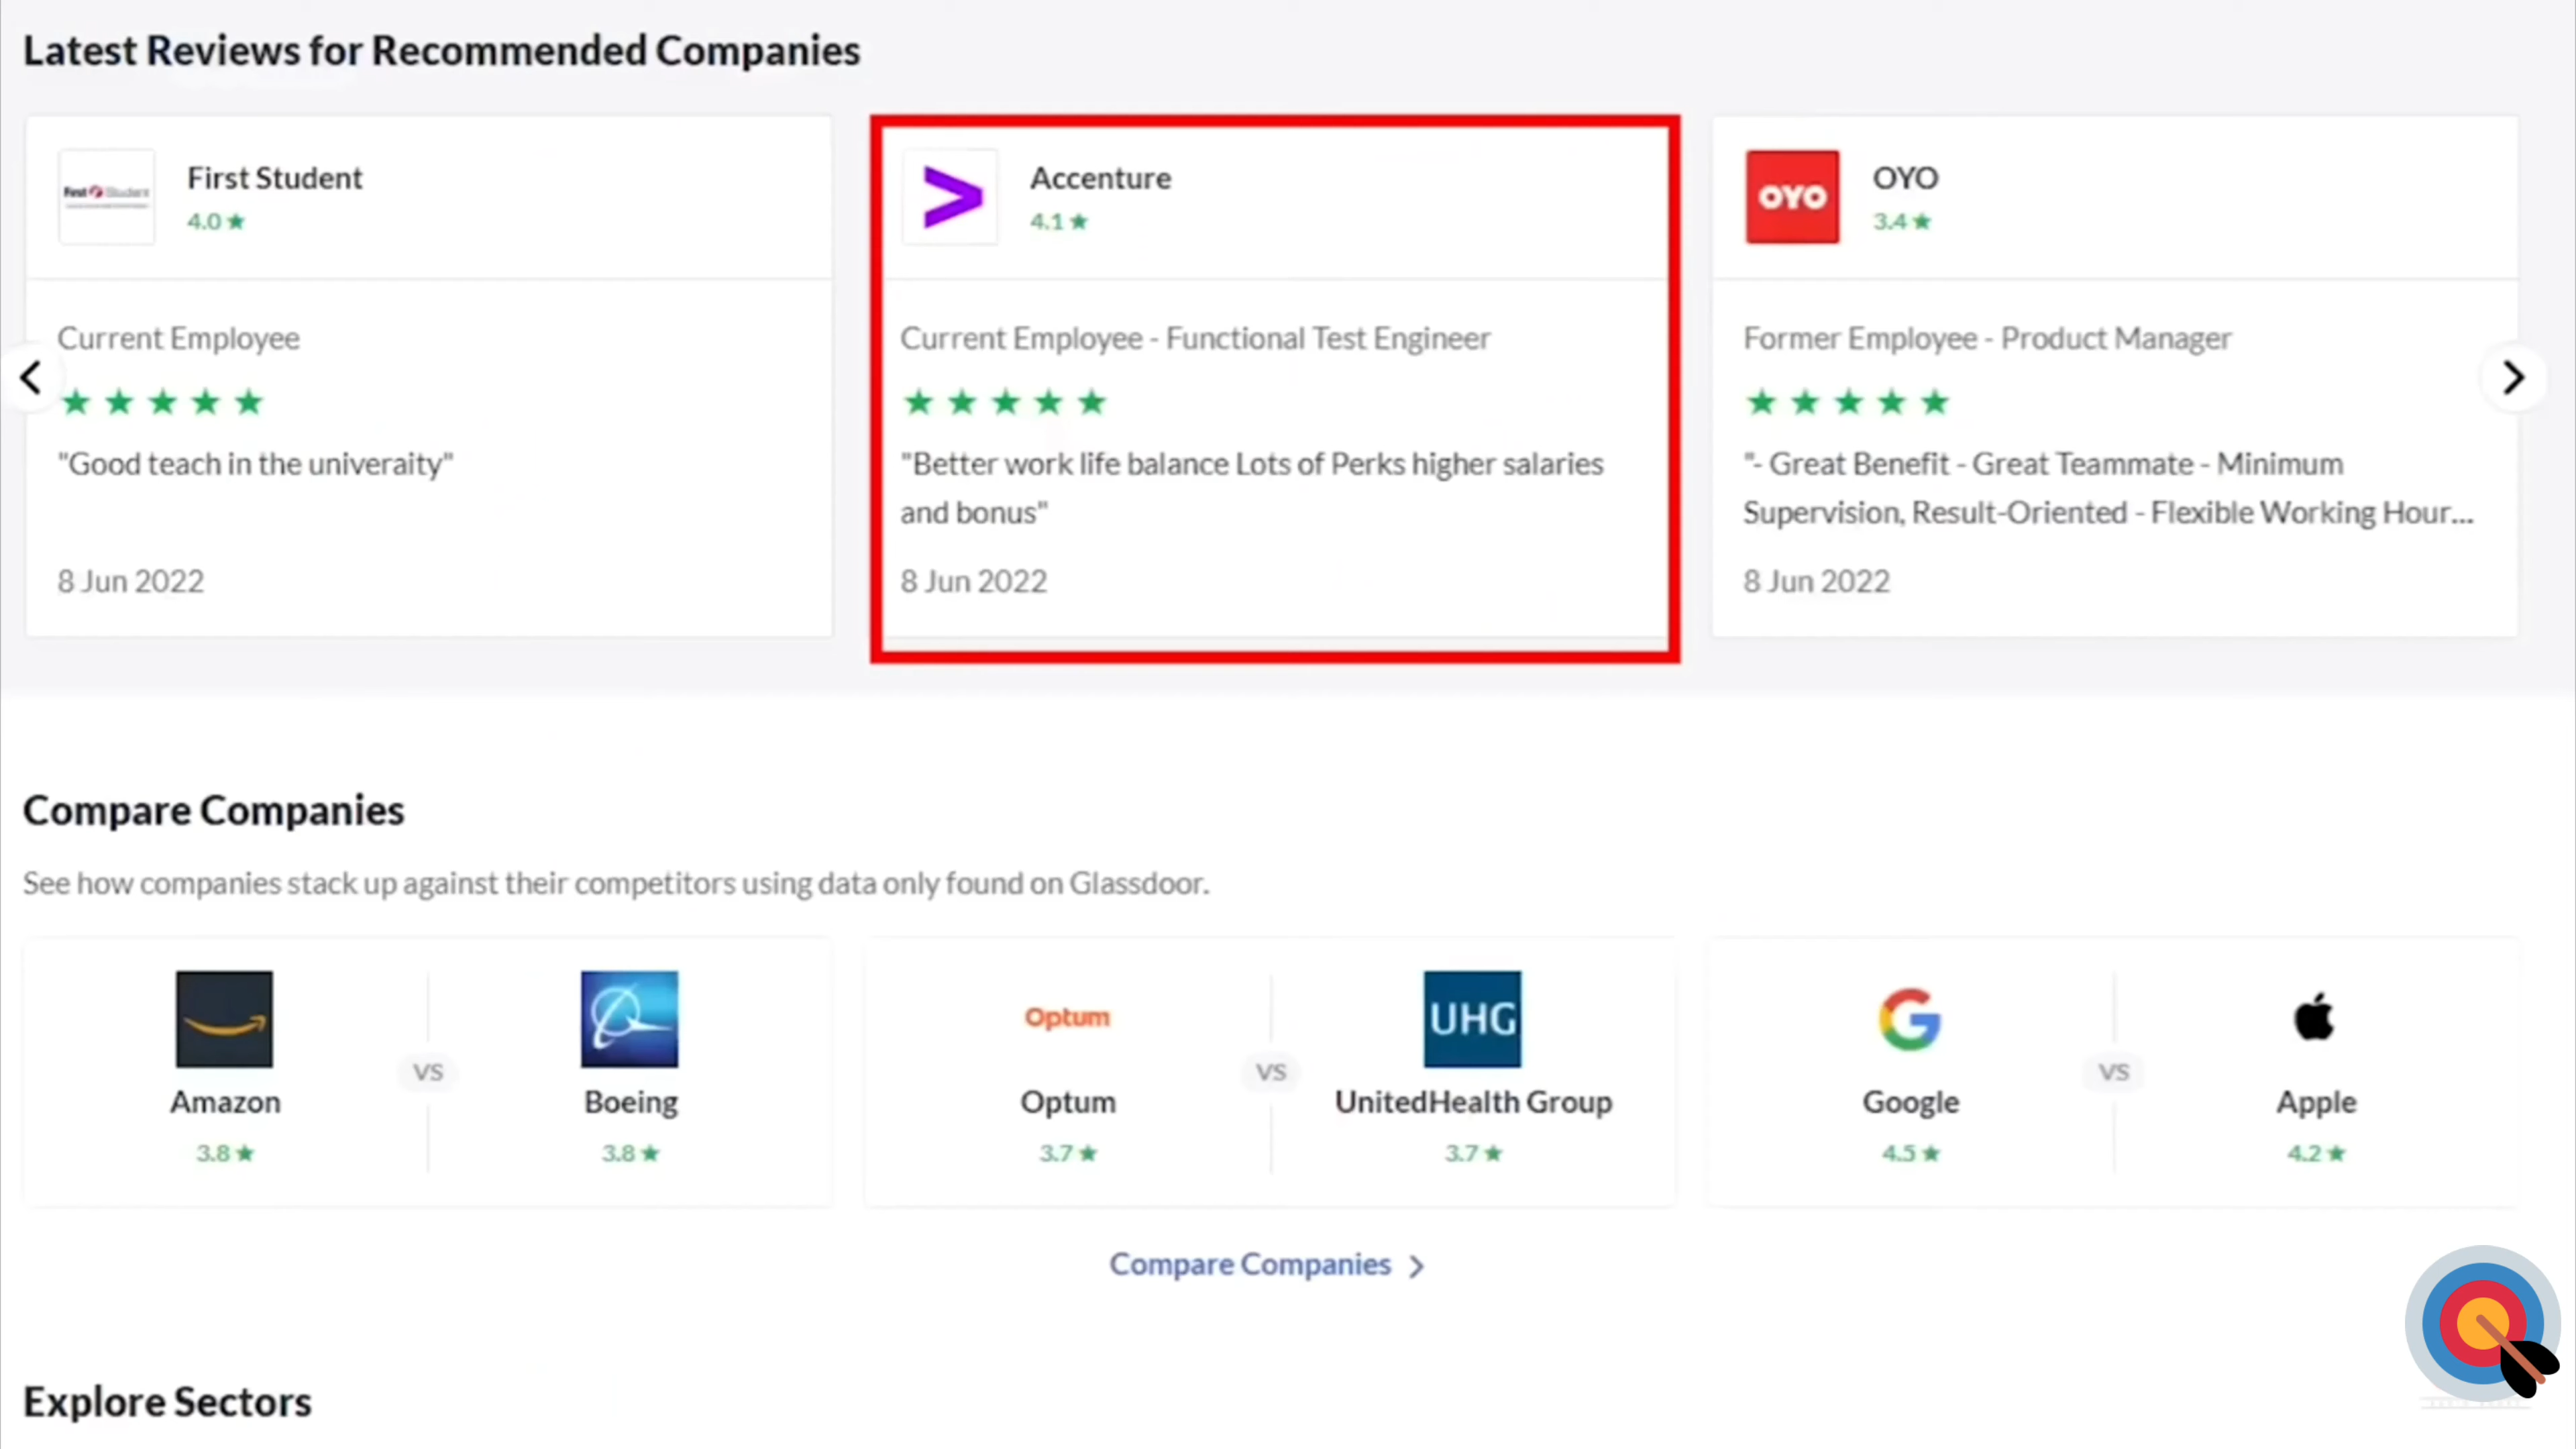 Latest Reviews for Recommended Companies
First Student
4.0 ★
Current Employee
"Good teach in the univeraity"
8 Jun 2022
Accenture
4.1 ★
Current Employee - Functional Test Engineer
"Better work life balance Lots of Perks higher salaries
and bonus"
8 Jun 2022
OYO
OYO
3.4 ★
Former Employee - Product Manager
"- Great Benefit - Great Teammate - Minimum
Supervision, Result-Oriented - Flexible Working Hour...
8 Jun 2022
Compare Companies
See how companies stack up against their competitors using data only found on Glassdoor.
Amazon
3.8 ★
VS
Boeing
3.8 ★
Optum
Optum
3.7 ★
VS
UHG
UnitedHealth Group
3.7 ★
Google
4.5 ★
VS
Apple
4.2 ★
Compare Companies
Explore Sectors